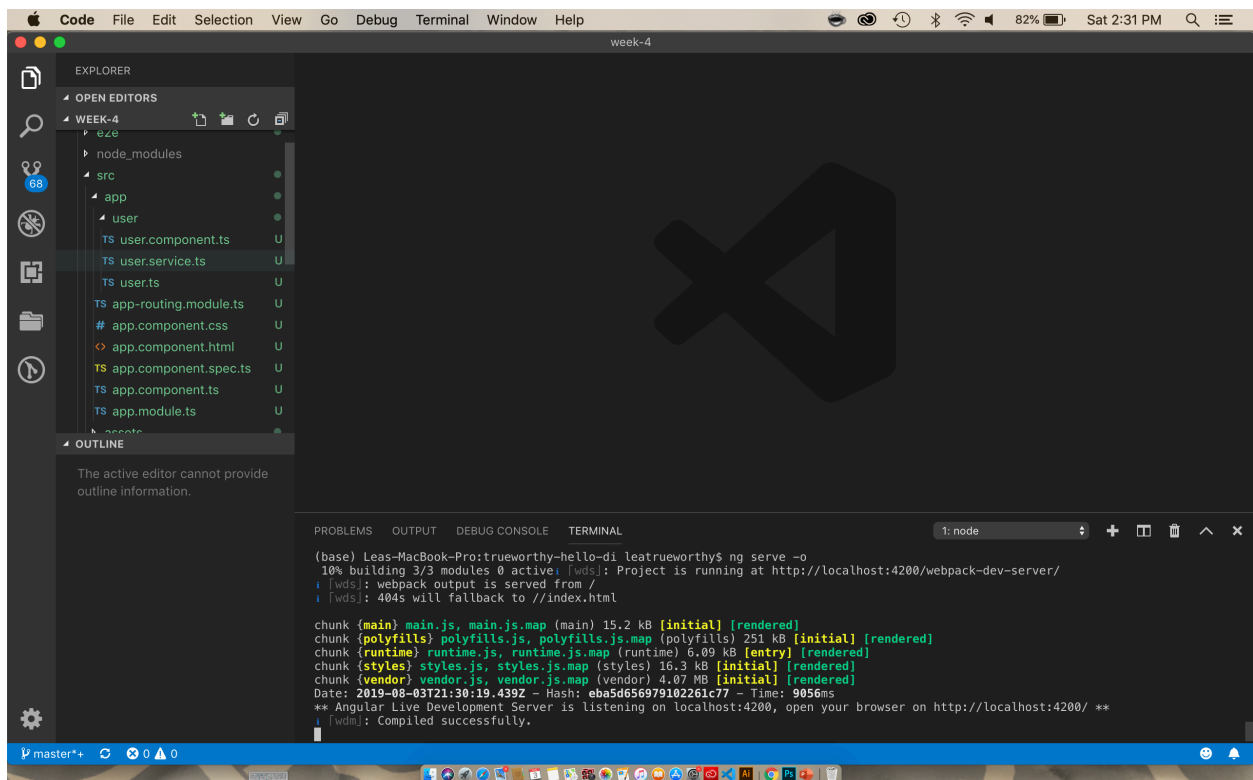 Code File Edit Selection View Go Debug Terminal Window Help 82% Sat 2:31 PM
week-4
EXPLORER
OPEN EDITORS
WEEK-4
eze
node_modules
src
app
user
TS user.component.ts U
TS user.service.ts U
TS user.ts U
TS app-routing.module.ts U
# app.component.css U
<> app.component.html U
TS app.component.spec.ts U
TS app.component.ts U
TS app.module.ts U
assets
68
OUTLINE
The active editor cannot provide
outline information.
PROBLEMS OUTPUT DEBUG CONSOLE TERMINAL 1: node
(base) Leas-MacBook-Pro:trueworthy-hello-di leatrueworthy$ ng serve -o
10% building 3/3 modules 0 activei ｢wds｣: Project is running at http://localhost:4200/webpack-dev-server/
i ｢wds｣: webpack output is served from /
i ｢wds｣: 404s will fallback to //index.html
chunk {main} main.js, main.js.map (main) 15.2 kB [initial] [rendered]
chunk {polyfills} polyfills.js, polyfills.js.map (polyfills) 251 kB [initial] [rendered]
chunk {runtime} runtime.js, runtime.js.map (runtime) 6.09 kB [entry] [rendered]
chunk {styles} styles.js, styles.js.map (styles) 16.3 kB [initial] [rendered]
chunk {vendor} vendor.js, vendor.js.map (vendor) 4.07 MB [initial] [rendered]
Date: 2019-08-03T21:30:19.439Z - Hash: eba5d656979102261c77 - Time: 9056ms
** Angular Live Development Server is listening on localhost:4200, open your browser on http://localhost:4200/ **
i ｢wdm｣: Compiled successfully.
master*+ 0 0
Ai Ps